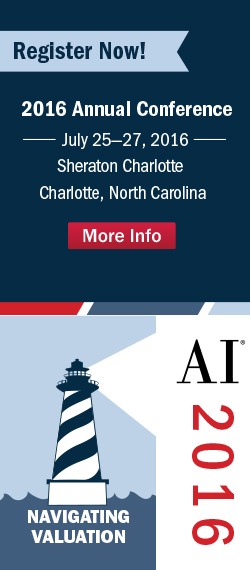 Register Now!
2016 Annual Conference
July 25—27, 2016
Sheraton Charlotte
Charlotte, North Carolina
More Info
AI®
2016
NAVIGATING
VALUATION